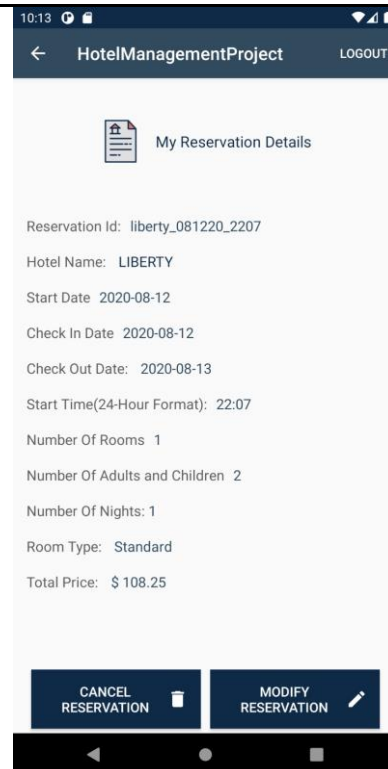 10:13
HotelManagementProject LOGOUT
My Reservation Details
Reservation Id: liberty_081220_2207
Hotel Name: LIBERTY
Start Date 2020-08-12
Check In Date 2020-08-12
Check Out Date: 2020-08-13
Start Time(24-Hour Format): 22:07
Number Of Rooms 1
Number Of Adults and Children 2
Number Of Nights: 1
Room Type: Standard
Total Price: $ 108.25
CANCEL
RESERVATION
MODIFY
RESERVATION